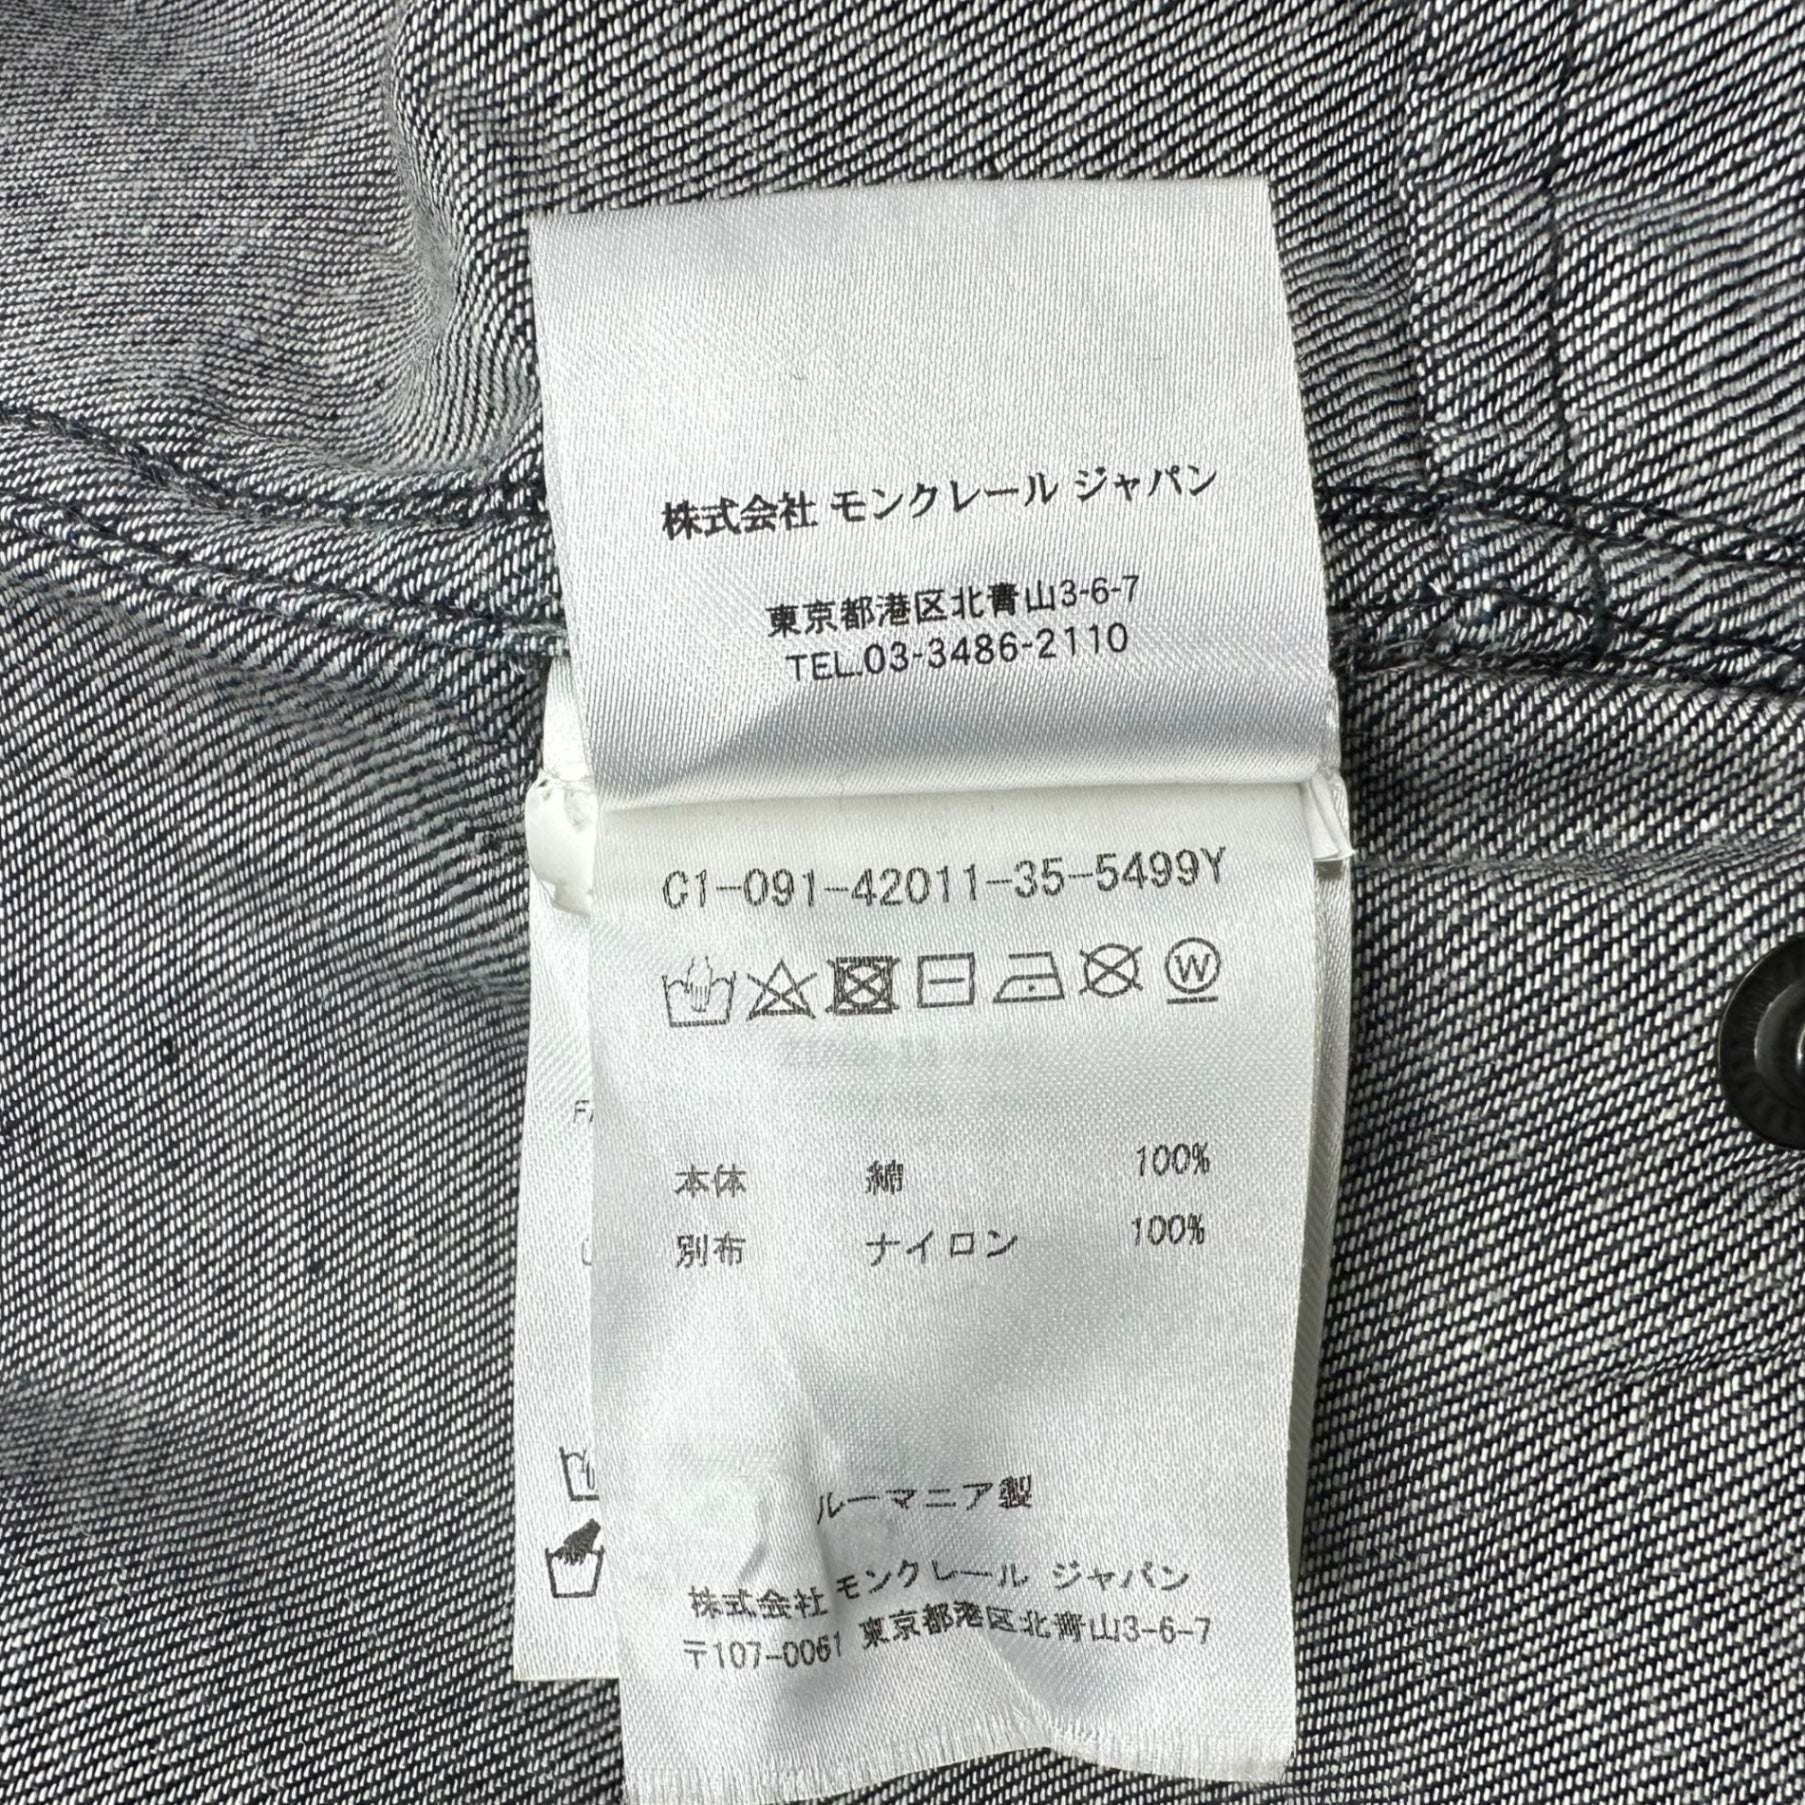 株式会社 モンクレール ジャパン
東京都港区北青山3-6-7
TEL.03-3486-2110
C1-091-42011-35-5499Y
W
本体 綿 100%
別布 ナイロン 100%
ルーマニア製
株式会社 モンクレール ジャパン
〒107-0061 東京都港区北青山3-6-7